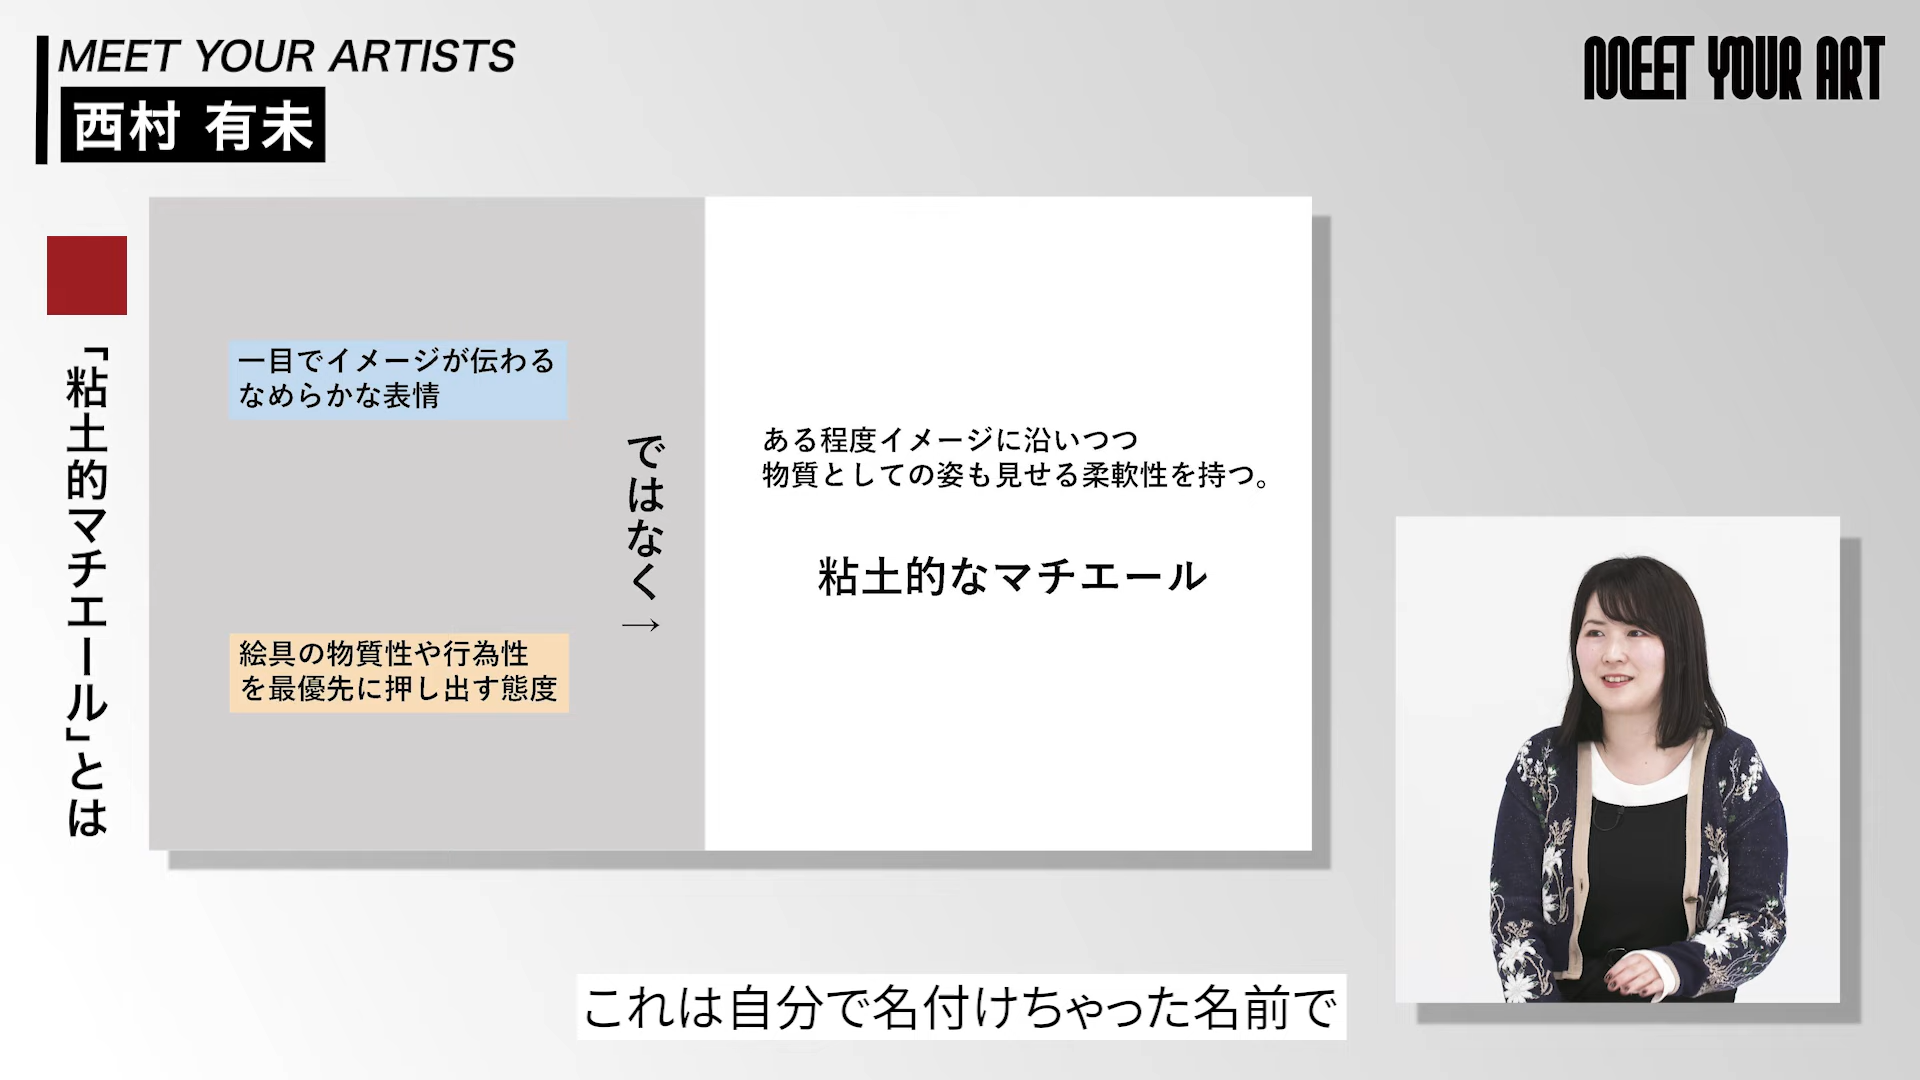 MEET YOUR ARTISTS
西村 有未
MEET YOUR ART
「粘土的マチエール」とは
一目でイメージが伝わる
なめらかな表情
絵具の物質性や行為性
を最優先に押し出す態度
ではなく→
ある程度イメージに沿いつつ
物質としての姿も見せる柔軟性を持つ。
粘土的なマチエール
これは自分で名付けちゃった名前で